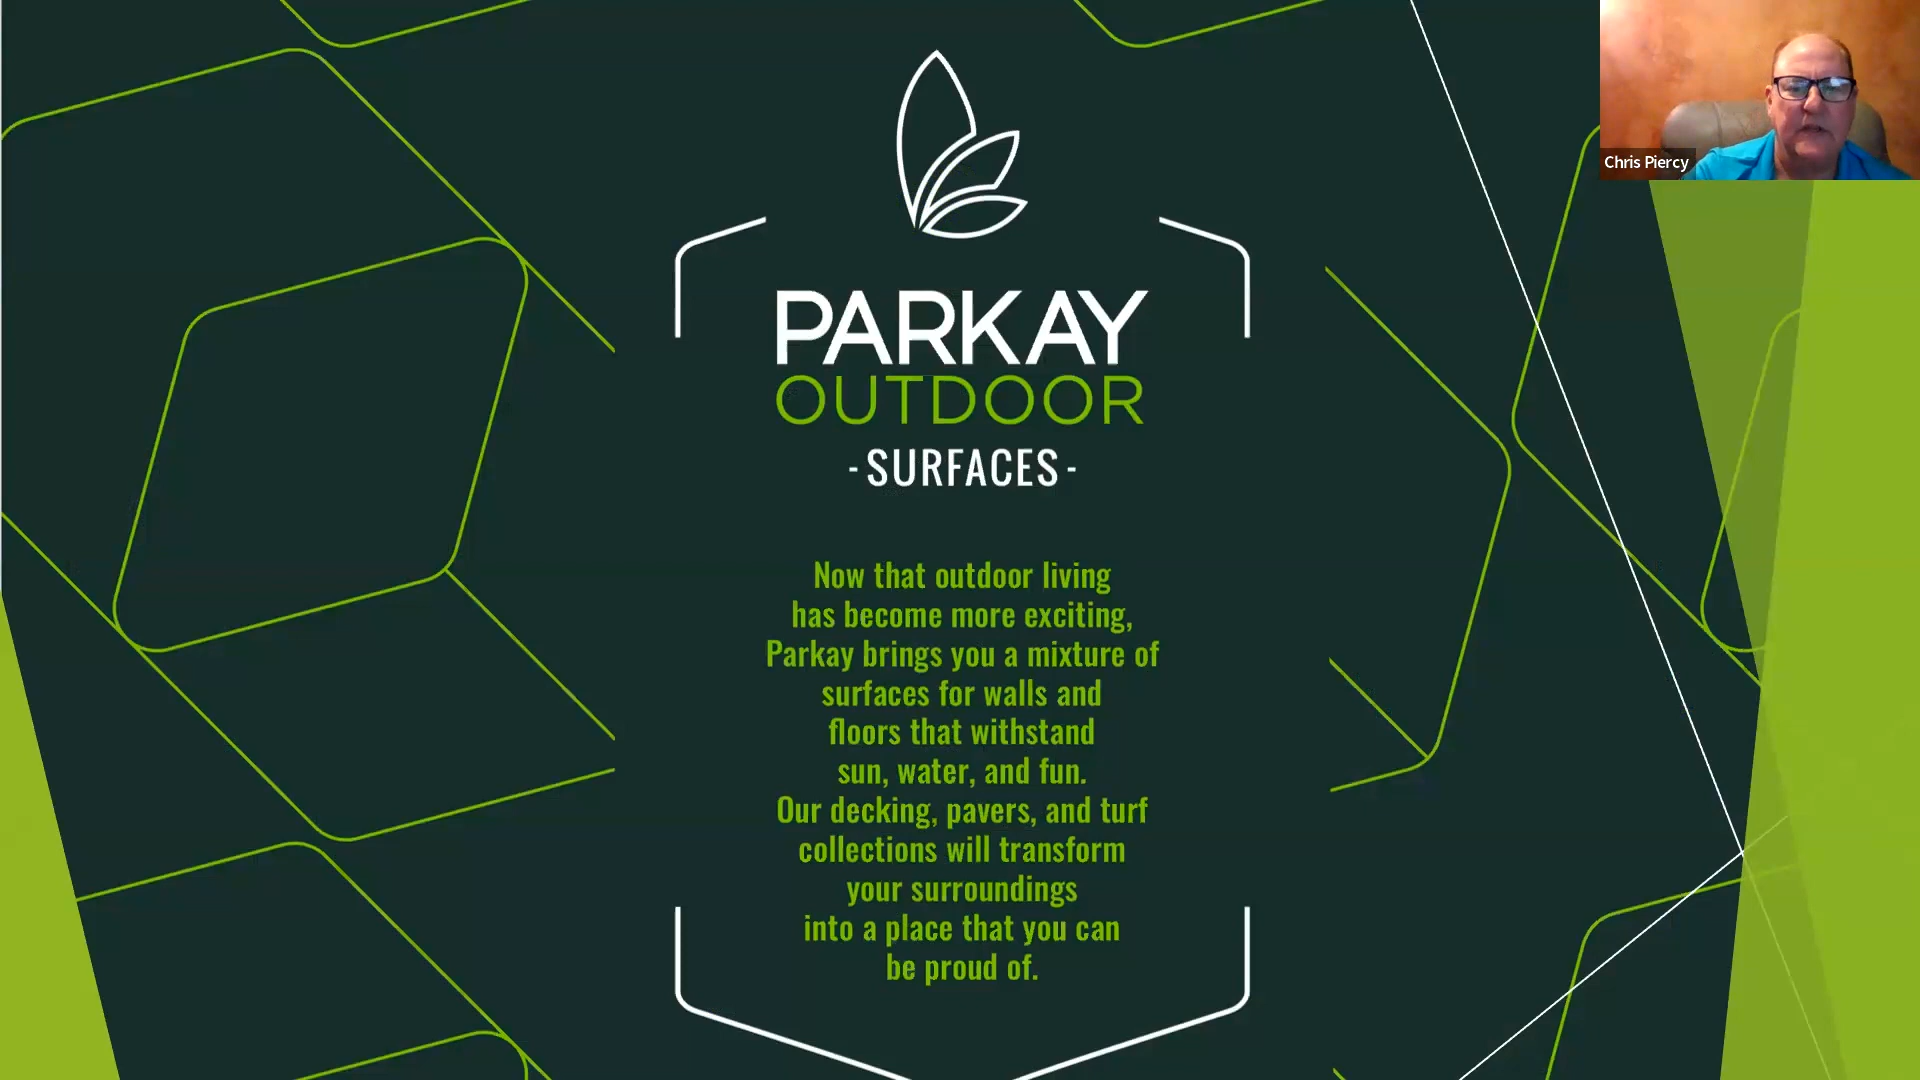 Chris Piercy
PARKAY
OUTDOOR
-SURFACES-
Now that outdoor living
has become more exciting,
Parkay brings you a mixture of
surfaces for walls and
floors that withstand
sun, water, and fun.
Our decking, pavers, and turf
collections will transform
your surroundings
into a place that you can
be proud of.